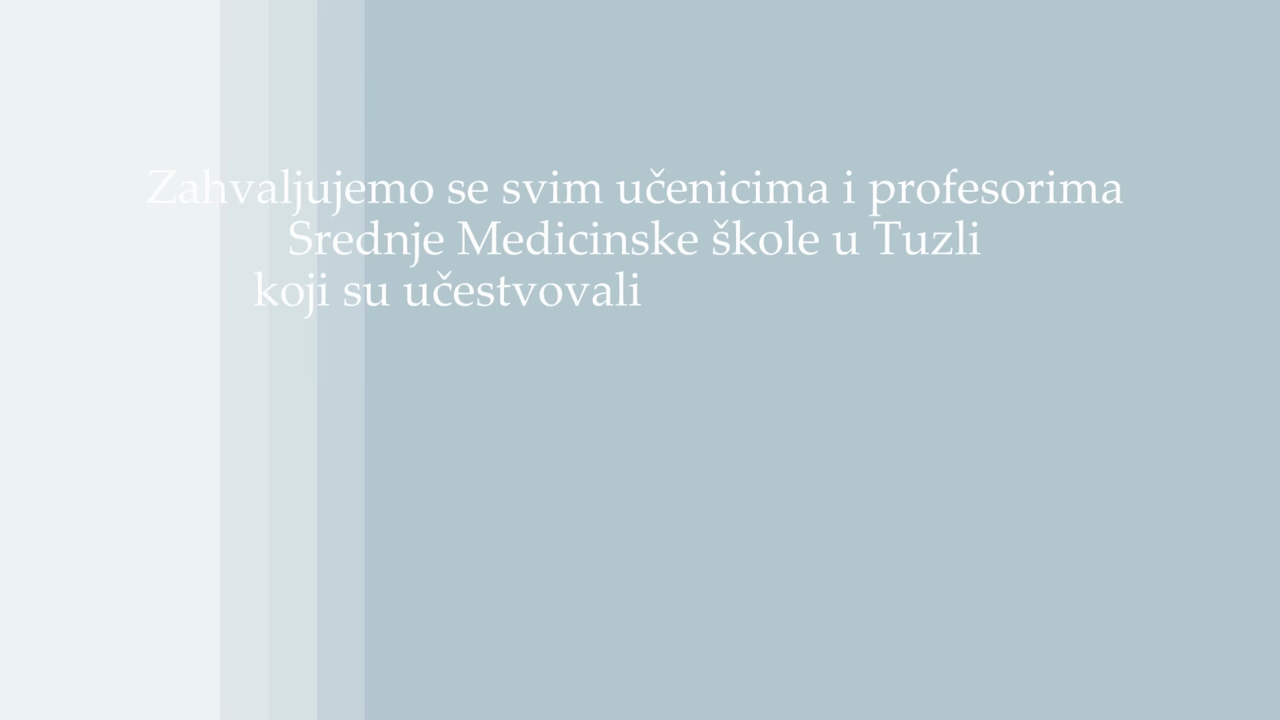 Zahvaljujemo se svim učenicima i profesorima
Srednje Medicinske škole u Tuzli
koji su učestvovali